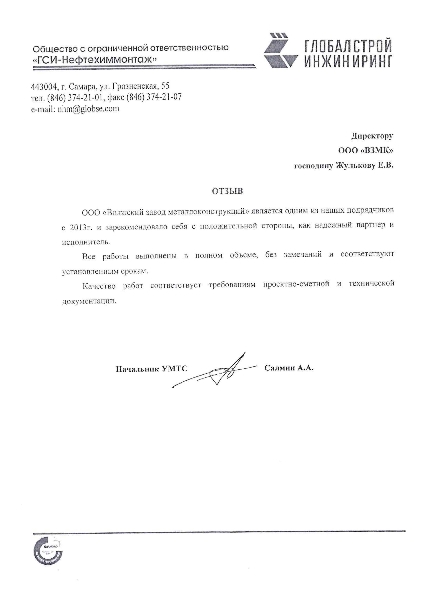 Общество с ограниченной ответственностью
«ГСИ-Нефтехиммонтаж»
ГЛОБАЛСТРОЙ
ИНЖИНИРИНГ
443004, г. Самара, ул. Грозненская, 55
тел. (846) 374-21-01, факс (846) 374-21-07
e-mail: nhm@globse.com
Директору
ООО «ВЗМК»
господину Жулькову Е.В.
ОТЗЫВ
ООО «Волжский завод металлоконструкций» является одним из наших подрядчиков
с 2013г. и зарекомендовало себя с положительной стороны, как надежный партнер и
исполнитель.
Все работы выполнены в полном объеме, без замечаний и соответствуют
установленным срокам.
Качество работ соответствует требованиям проектно-сметной и технической
документации.
Начальник УМТС Салмин А.А.